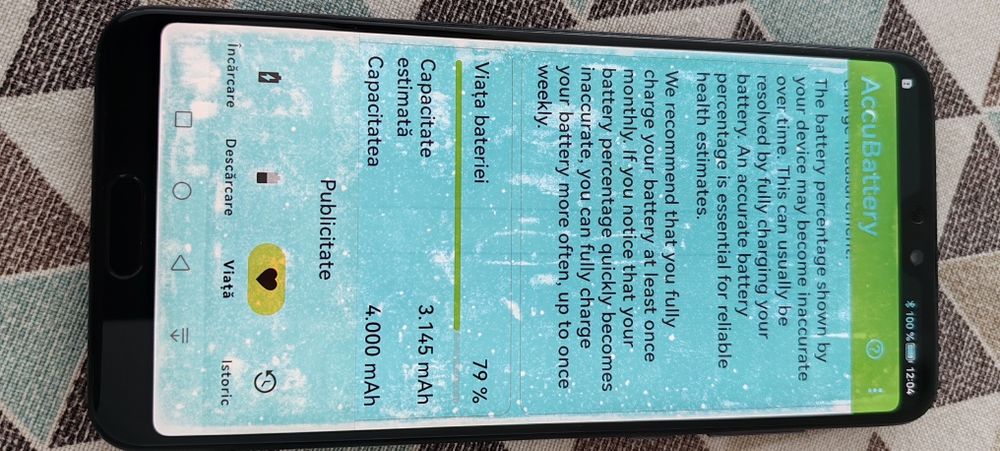 100 % 12:04
AccuBattery
The battery percentage shown by
your device may become inaccurate
over time. This can usually be
resolved by fully charging your
battery. An accurate battery
percentage is essential for reliable
health estimates.
We recommend that you fully
charge your battery at least once
monthly. If you notice that your
battery percentage quickly becomes
inaccurate, you can fully charge
your battery more often, up to once
weekly.
Viața bateriei 79 %
Capacitate estimată 3.145 mAh
Capacitatea 4.000 mAh
Publicitate
Încărcare Descărcare Viață Istoric